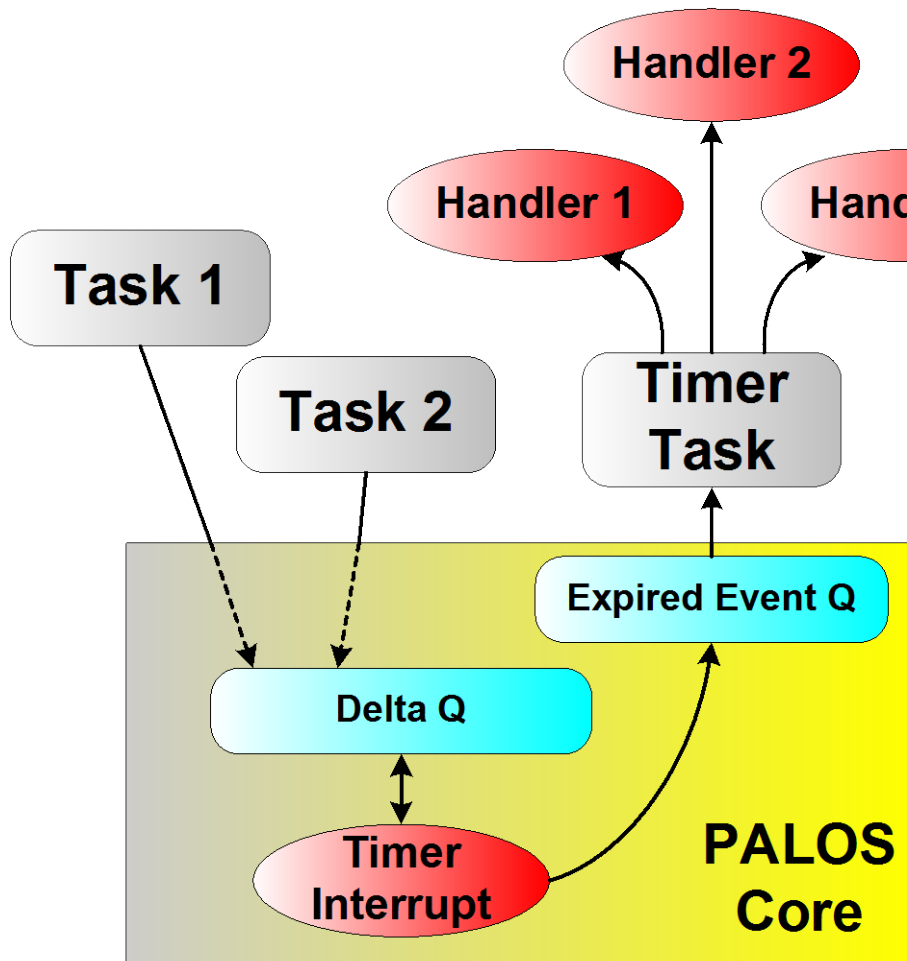 Handler 2
Handler 1
Task 1
Task 2
Timer
Task
Expired Event Q
Delta Q
Timer
Interrupt
PALOS
Core